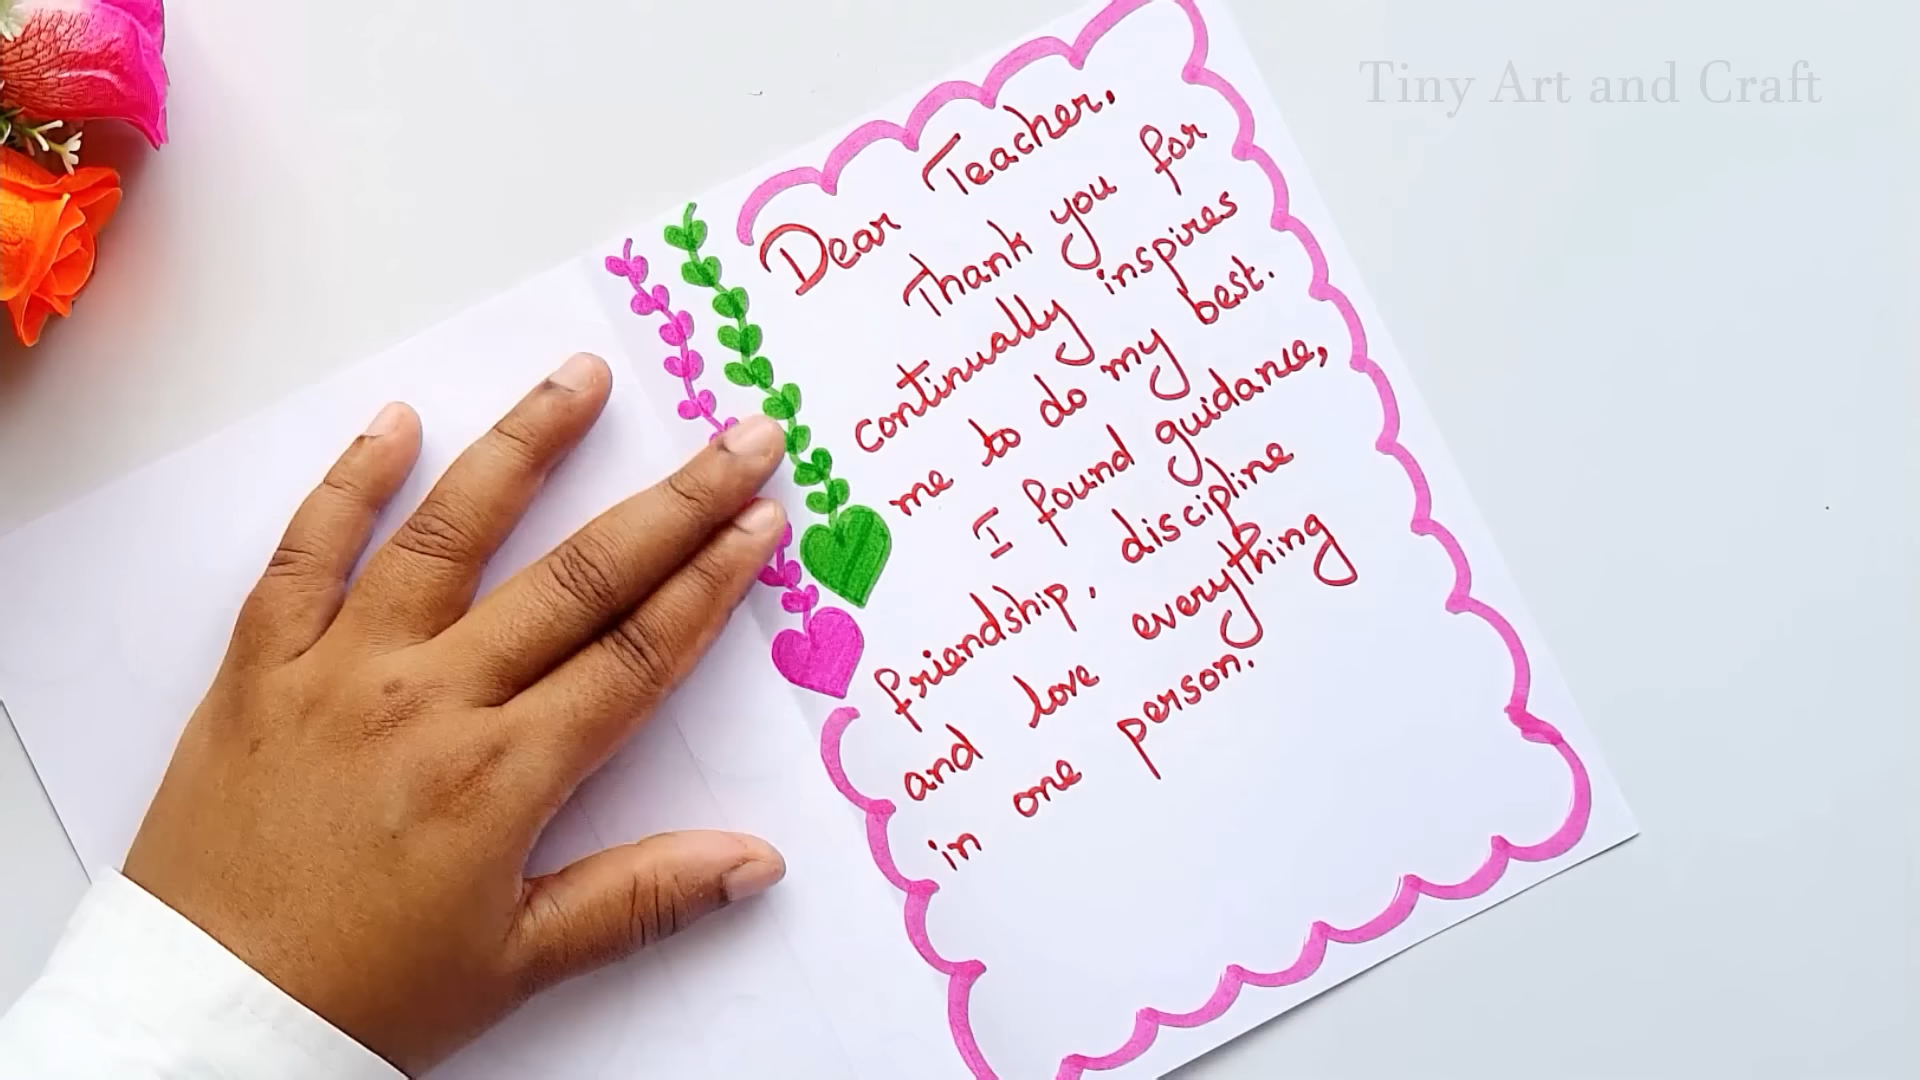 Tiny Art and Craft
Dear Teacher,
Thank you for
continually inspires
me to do my best.
I found guidance,
friendship, discipline
and love everything
in one person.